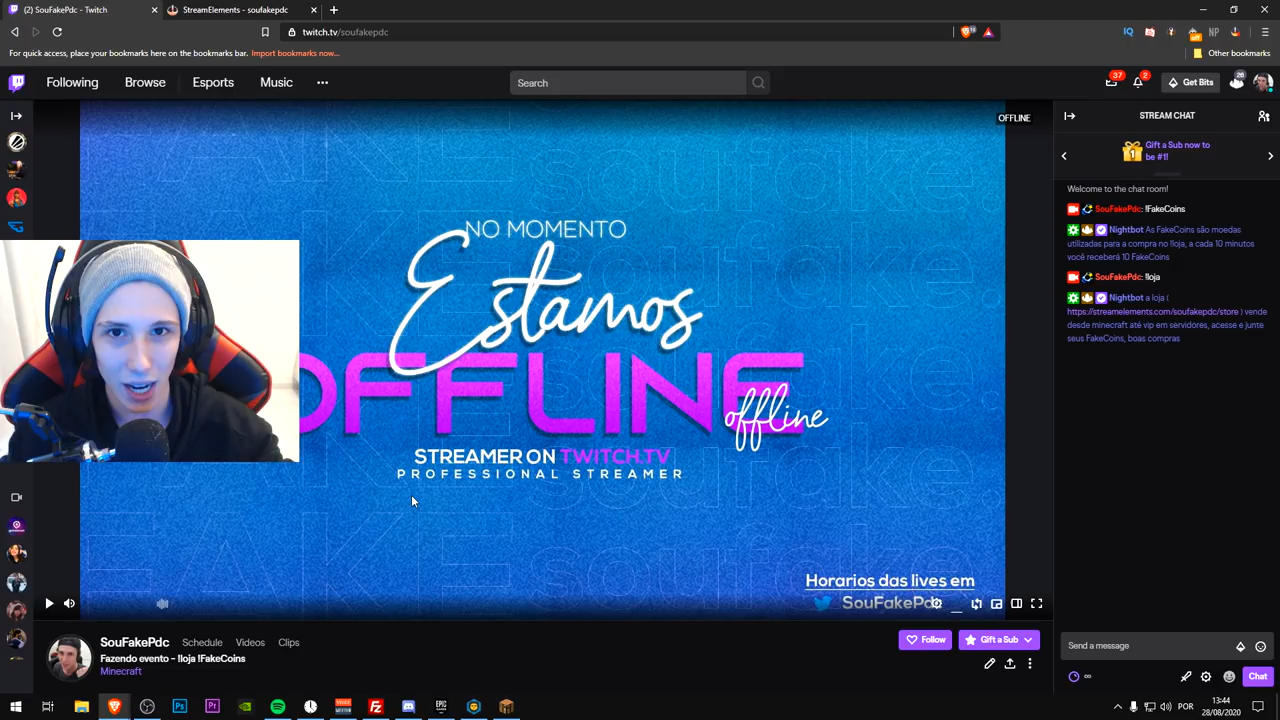 (2) SouFakePdc - Twitch
StreamElements - soufakepdc
twitch.tv/soufakepdc
For quick access, place your bookmarks here on the bookmarks bar. Import bookmarks now...
Other bookmarks
Following
Browse
Esports
Music
Search
37
2
Get Bits
26
OFFLINE
STREAM CHAT
1
Gift a Sub now to
be #1!
Welcome to the chat room!
SouFakePdc: !FakeCoins
Nightbot As FakeCoins são moedas
utilizadas para a compra no !loja, a cada 10 minutos
você receberá 10 FakeCoins
SouFakePdc: !loja
Nightbot a loja (
https://streamelements.com/soufakepdc/store ) vende
desde minecraft até vip em servidores, acesse e junte
seus FakeCoins, boas compras
NO MOMENTO
Estamos
OFFLINE
offline
STREAMER ON TWITCH.TV
PROFESSIONAL STREAMER
Horarios das lives em
SouFakePdc
SouFakePdc
Schedule
Videos
Clips
Fazendo evento - !loja !FakeCoins
Minecraft
Follow
Gift a Sub
Send a message
Chat
POR
13:44
28/08/2020